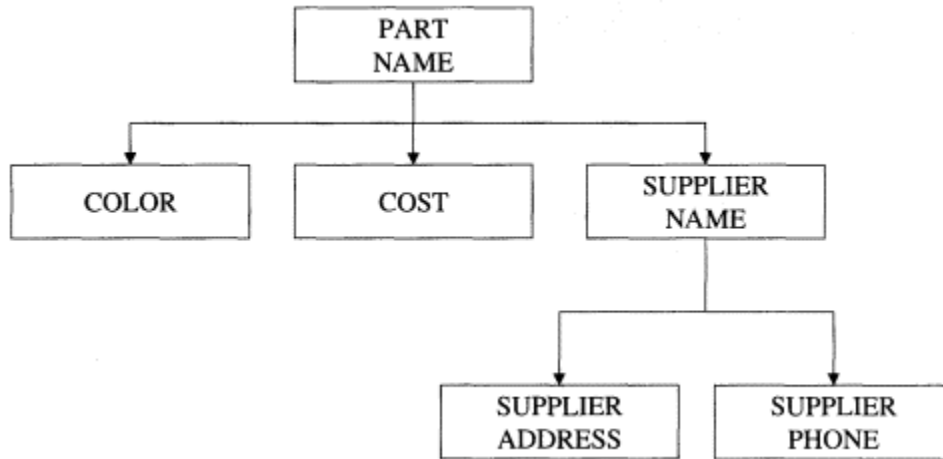 PART
NAME
COLOR
COST
SUPPLIER
NAME
SUPPLIER
ADDRESS
SUPPLIER
PHONE